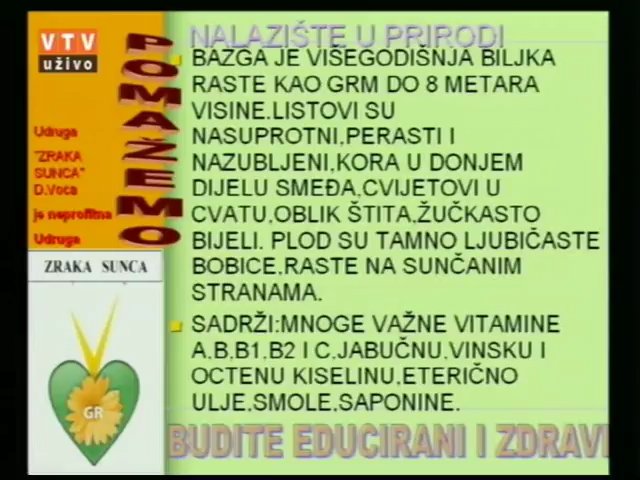 VTV
uživo
POMAŽEMO
Udruga
"ZRAKA
SUNCA"
D.Voca
je neprofitna
Udruga
ZRAKA SUNCA
GR
NALAZIŠTE U PRIRODI
BAZGA JE VIŠEGODIŠNJA BILJKA
RASTE KAO GRM DO 8 METARA
VISINE.LISTOVI SU
NASUPROTNI,PERASTI I
NAZUBLJENI,KORA U DONJEM
DIJELU SMEĐA,CVIJETOVI U
CVATU,OBLIK ŠTITA,ŽUČKASTO
BIJELI. PLOD SU TAMNO LJUBIČASTE
BOBICE,RASTE NA SUNČANIM
STRANAMA.
SADRŽI:MNOGE VAŽNE VITAMINE
A,B,B1,B2 I C,JABUČNU,VINSKU I
OCTENU KISELINU,ETERIČNO
ULJE,SMOLE,SAPONINE.
BUDITE EDUCIRANI I ZDRAVI